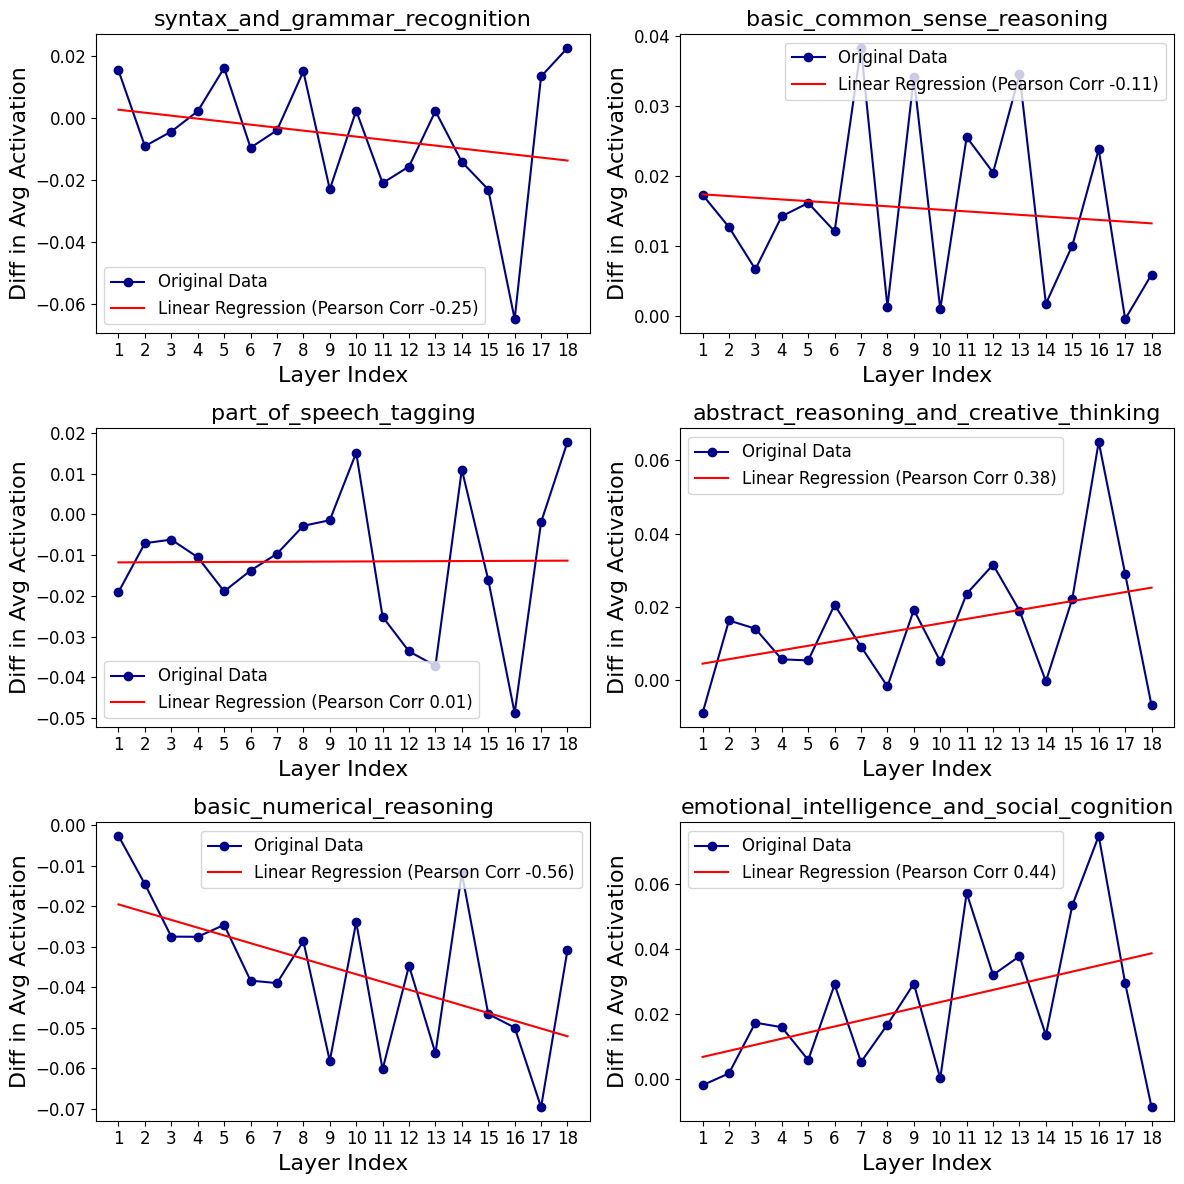 syntax_and_grammar_recognition
0.02
0.00
−0.02
−0.04
−0.06
Diff in Avg Activation
Original Data
Linear Regression (Pearson Corr -0.25)
1 2 3 4 5 6 7 8 9 10 11 12 13 14 15 16 17 18
Layer Index
basic_common_sense_reasoning
0.04
0.03
0.02
0.01
0.00
Diff in Avg Activation
Original Data
Linear Regression (Pearson Corr -0.11)
1 2 3 4 5 6 7 8 9 10 11 12 13 14 15 16 17 18
Layer Index
part_of_speech_tagging
0.02
0.01
0.00
−0.01
−0.02
−0.03
−0.04
−0.05
Diff in Avg Activation
Original Data
Linear Regression (Pearson Corr 0.01)
1 2 3 4 5 6 7 8 9 10 11 12 13 14 15 16 17 18
Layer Index
abstract_reasoning_and_creative_thinking
0.06
0.04
0.02
0.00
Diff in Avg Activation
Original Data
Linear Regression (Pearson Corr 0.38)
1 2 3 4 5 6 7 8 9 10 11 12 13 14 15 16 17 18
Layer Index
basic_numerical_reasoning
0.00
−0.01
−0.02
−0.03
−0.04
−0.05
−0.06
−0.07
Diff in Avg Activation
Original Data
Linear Regression (Pearson Corr -0.56)
1 2 3 4 5 6 7 8 9 10 11 12 13 14 15 16 17 18
Layer Index
emotional_intelligence_and_social_cognition
0.06
0.04
0.02
0.00
Diff in Avg Activation
Original Data
Linear Regression (Pearson Corr 0.44)
1 2 3 4 5 6 7 8 9 10 11 12 13 14 15 16 17 18
Layer Index